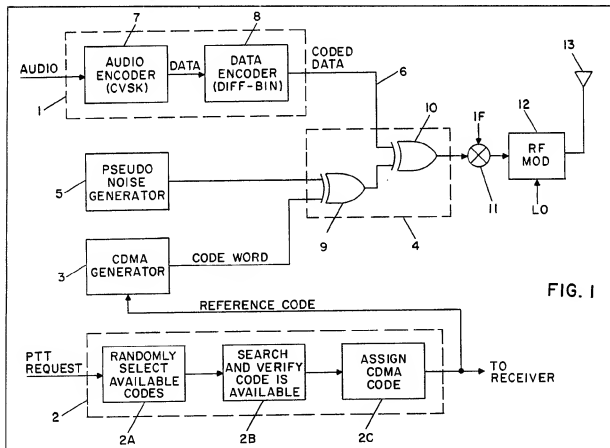 7
8
AUDIO
AUDIO
ENCODER
(CVSK)
DATA
DATA
ENCODER
(DIFF-BIN)
CODED
DATA
1
6
10
13
12
IF
RF
MOD
11
LO
5
PSEUDO
NOISE
GENERATOR
9
4
3
CDMA
GENERATOR
CODE WORD
FIG. 1
REFERENCE CODE
PTT
REQUEST
RANDOMLY
SELECT
AVAILABLE
CODES
SEARCH
AND VERIFY
CODE IS
AVAILABLE
ASSIGN
CDMA
CODE
TO
RECEIVER
2
2A
2B
2C